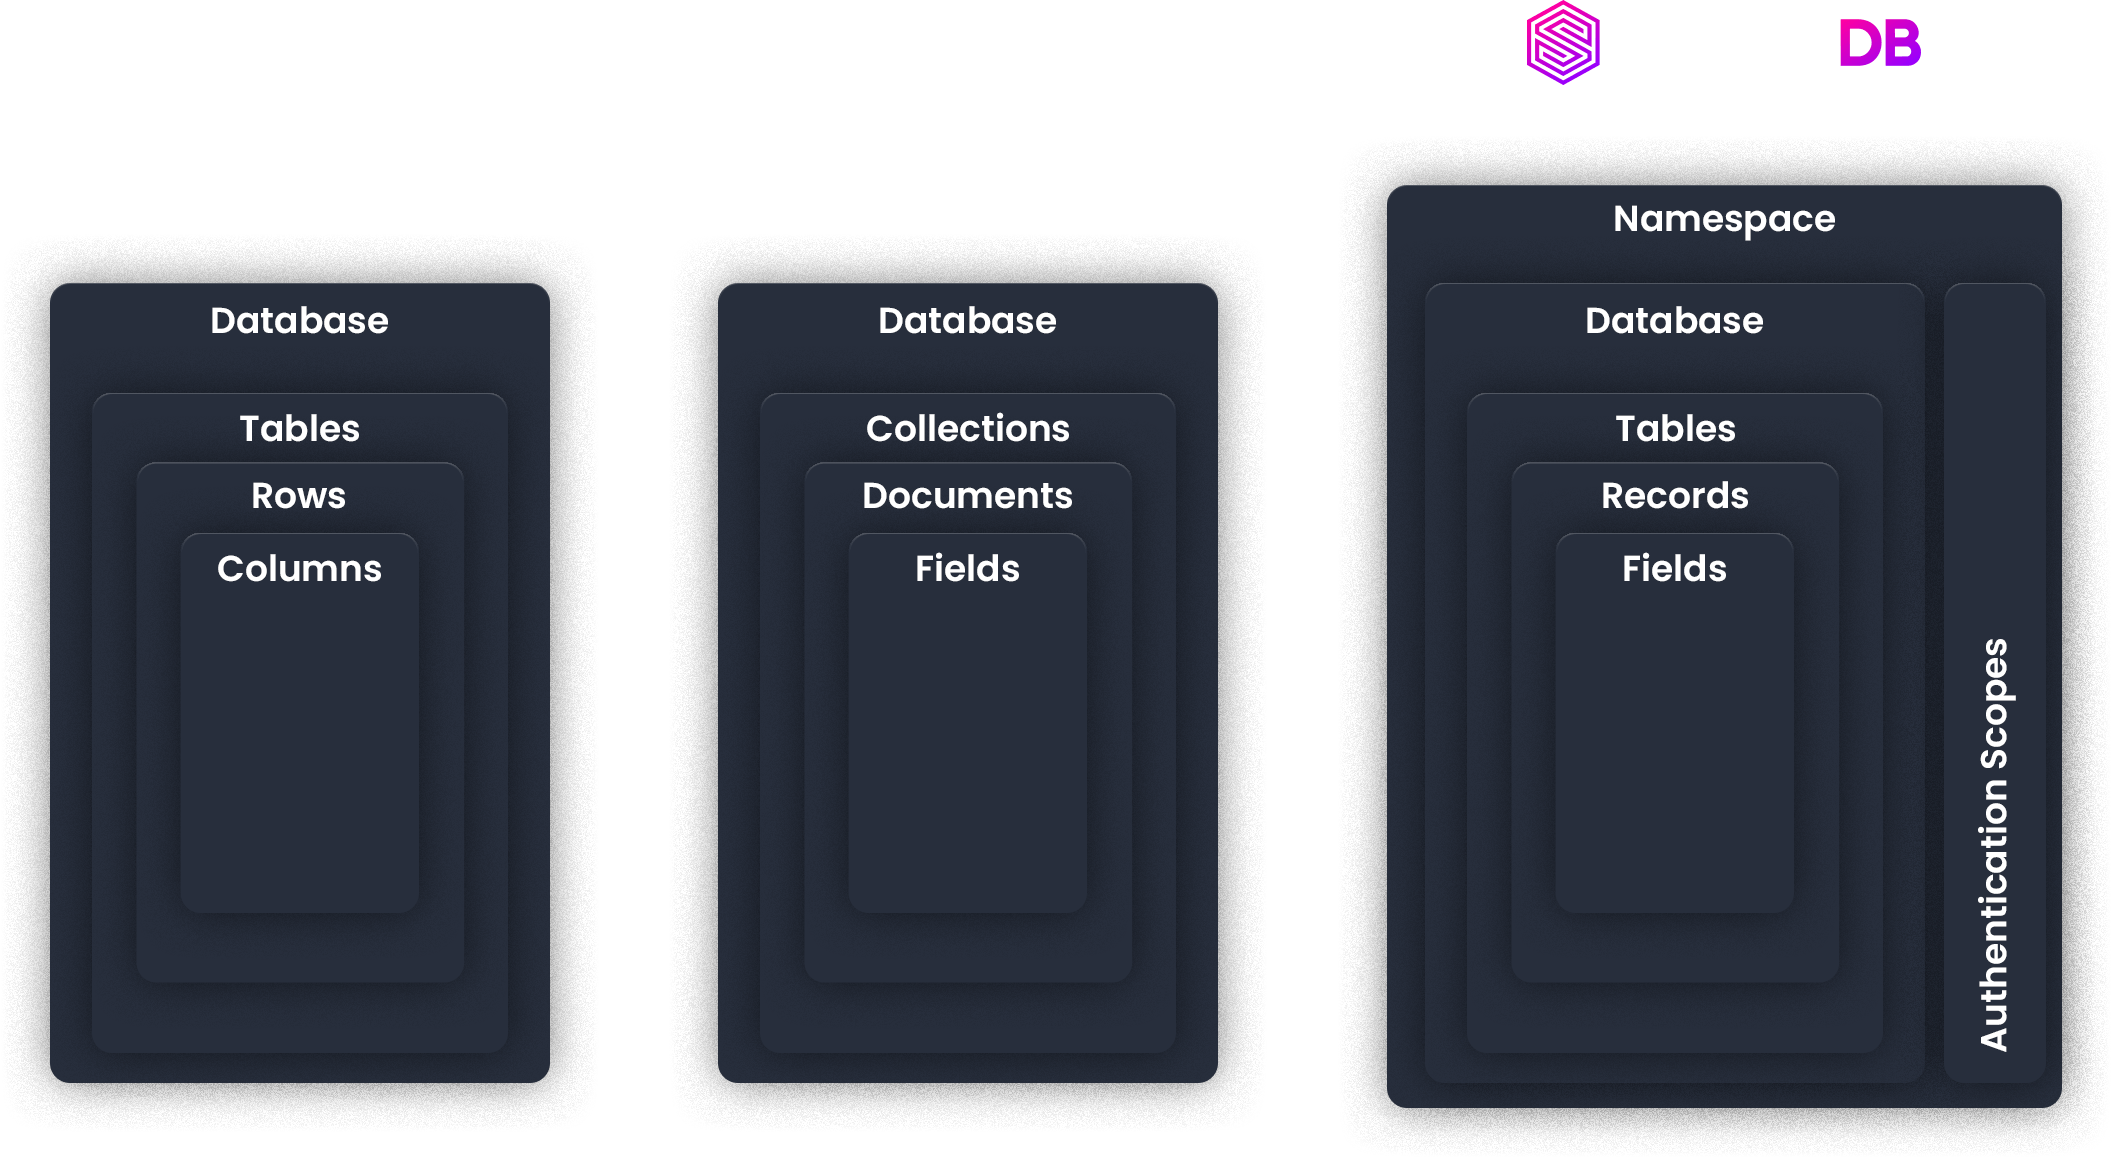 DB
Database
Tables
Rows
Columns
Database
Collections
Documents
Fields
Namespace
Database
Tables
Records
Fields
Authentication Scopes